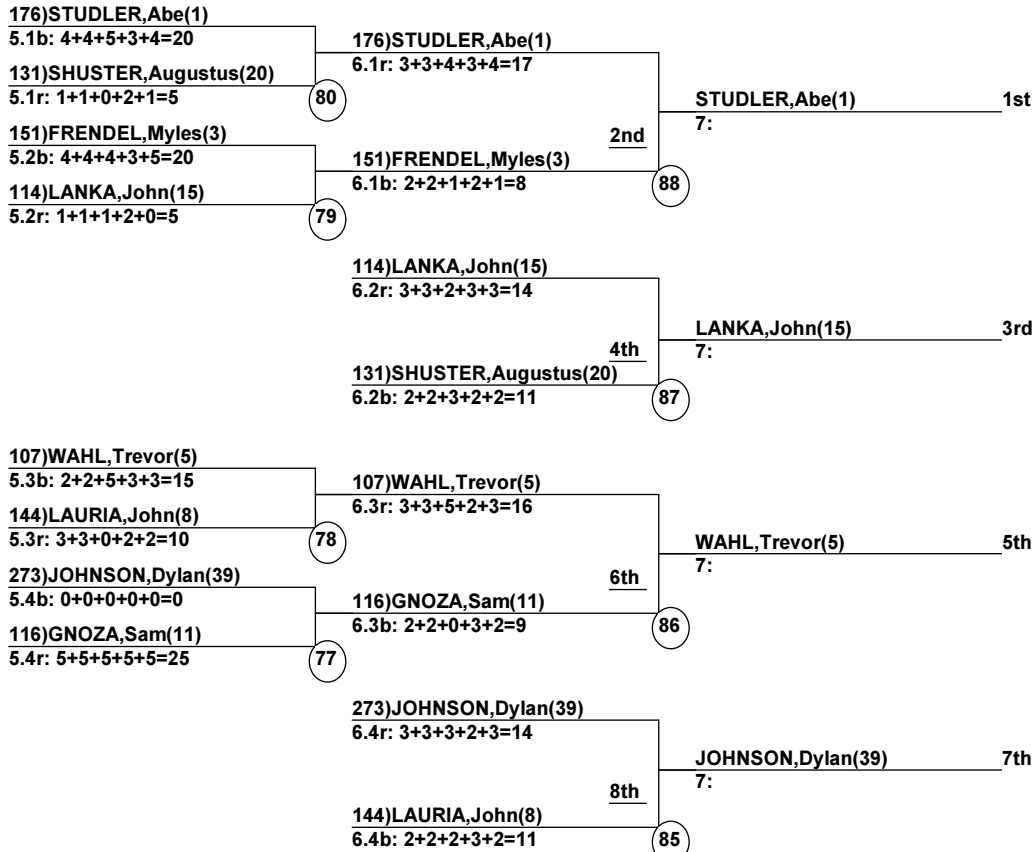 176)STUDLER,Abe(1)
5.1b: 4+4+5+3+4=20
176)STUDLER,Abe(1)
6.1r: 3+3+4+3+4=17
131)SHUSTER,Augustus(20)
5.1r: 1+1+0+2+1=5
80
STUDLER,Abe(1)
1st
7:
151)FRENDEL,Myles(3)
5.2b: 4+4+4+3+5=20
2nd
151)FRENDEL,Myles(3)
6.1b: 2+2+1+2+1=8
88
114)LANKA,John(15)
5.2r: 1+1+1+2+0=5
79
114)LANKA,John(15)
6.2r: 3+3+2+3+3=14
LANKA,John(15)
3rd
7:
4th
131)SHUSTER,Augustus(20)
6.2b: 2+2+3+2+2=11
87
107)WAHL,Trevor(5)
5.3b: 2+2+5+3+3=15
107)WAHL,Trevor(5)
6.3r: 3+3+5+2+3=16
144)LAURIA,John(8)
5.3r: 3+3+0+2+2=10
78
WAHL,Trevor(5)
5th
7:
273)JOHNSON,Dylan(39)
5.4b: 0+0+0+0+0=0
6th
116)GNOZA,Sam(11)
6.3b: 2+2+0+3+2=9
86
116)GNOZA,Sam(11)
5.4r: 5+5+5+5+5=25
77
273)JOHNSON,Dylan(39)
6.4r: 3+3+3+2+3=14
JOHNSON,Dylan(39)
7th
7:
8th
144)LAURIA,John(8)
6.4b: 2+2+2+3+2=11
85